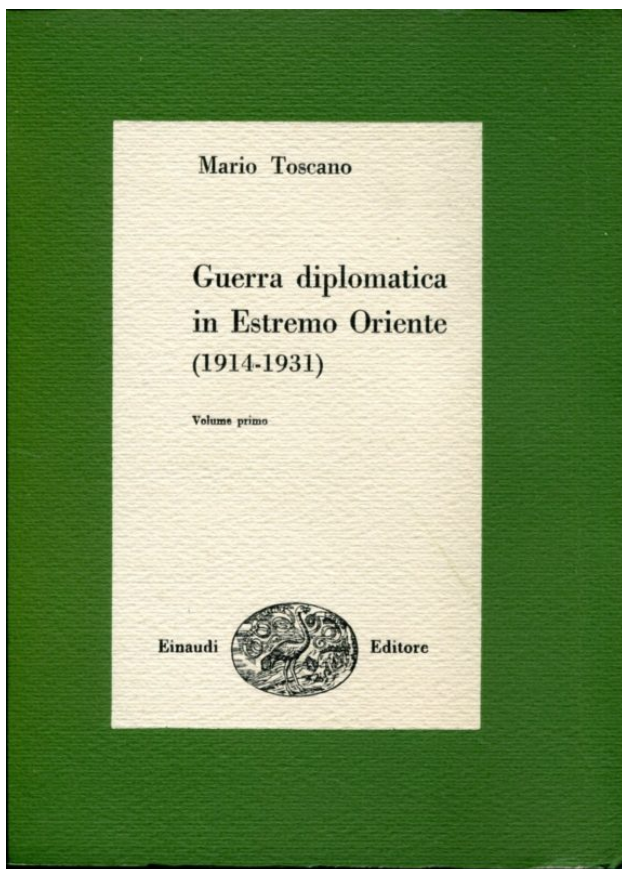 Mario Toscano
Guerra diplomatica
in Estremo Oriente
(1914-1931)
Volume primo
Einaudi Editore